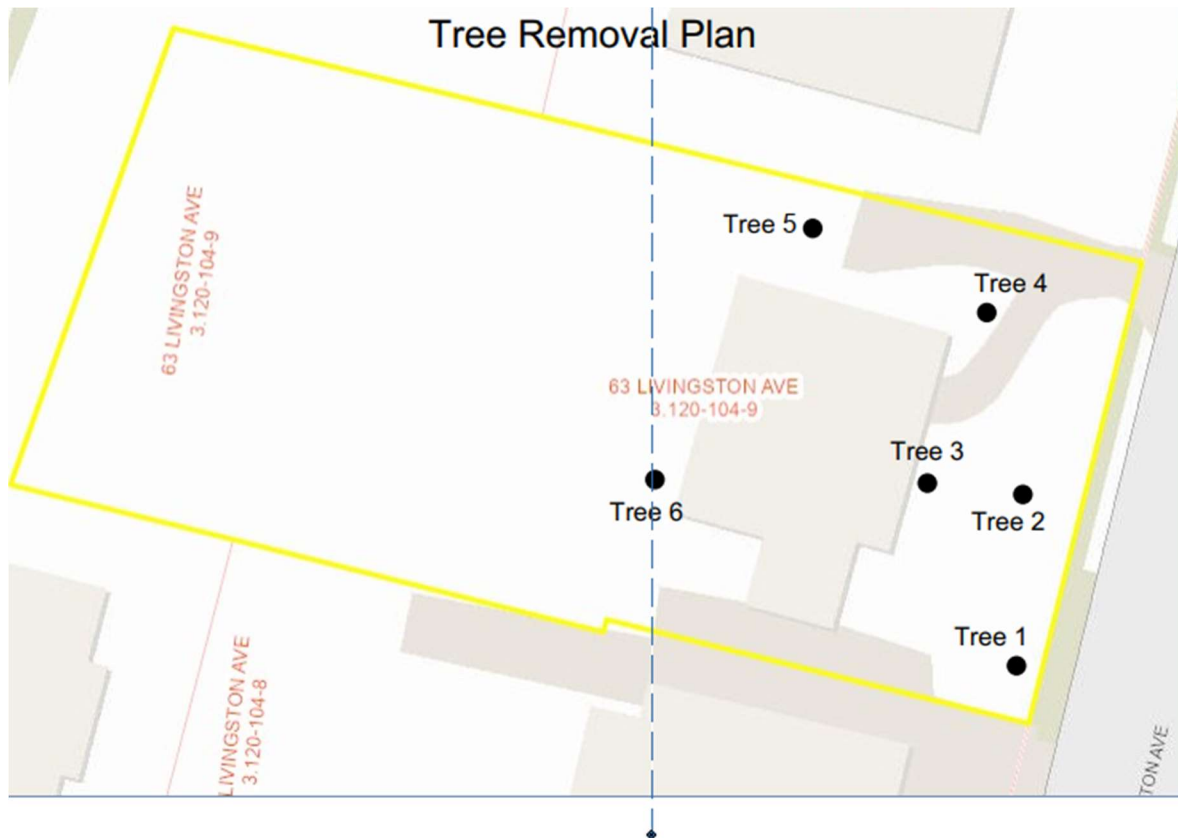 Tree Removal Plan
63 LIVINGSTON AVE
3.120-104-9
Tree 5
Tree 4
63 LIVINGSTON AVE
3.120-104-9
Tree 3
Tree 6
Tree 2
Tree 1
LIVINGSTON AVE
3.120-104-8
TON AVE